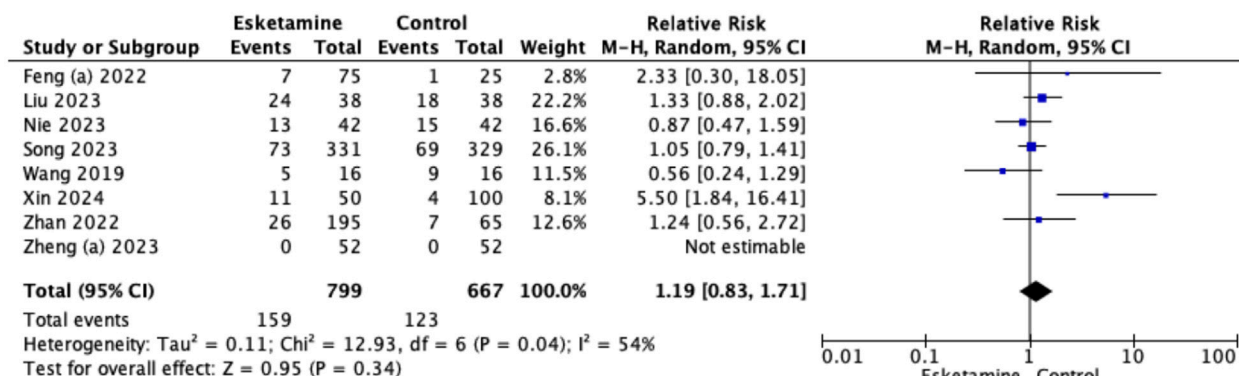 Esketamine Control Relative Risk Relative Risk
Study or Subgroup Events Total Events Total Weight M-H, Random, 95% CI M-H, Random, 95% CI
Feng (a) 2022 7 75 1 25 2.8% 2.33 [0.30, 18.05]
Liu 2023 24 38 18 38 22.2% 1.33 [0.88, 2.02]
Nie 2023 13 42 15 42 16.6% 0.87 [0.47, 1.59]
Song 2023 73 331 69 329 26.1% 1.05 [0.79, 1.41]
Wang 2019 5 16 9 16 11.5% 0.56 [0.24, 1.29]
Xin 2024 11 50 4 100 8.1% 5.50 [1.84, 16.41]
Zhan 2022 26 195 7 65 12.6% 1.24 [0.56, 2.72]
Zheng (a) 2023 0 52 0 52 Not estimable
Total (95% CI) 799 667 100.0% 1.19 [0.83, 1.71]
Total events 159 123
Heterogeneity: Tau² = 0.11; Chi² = 12.93, df = 6 (P = 0.04); I² = 54%
Test for overall effect: Z = 0.95 (P = 0.34)
0.01 0.1 1 10 100
Esketamine Control